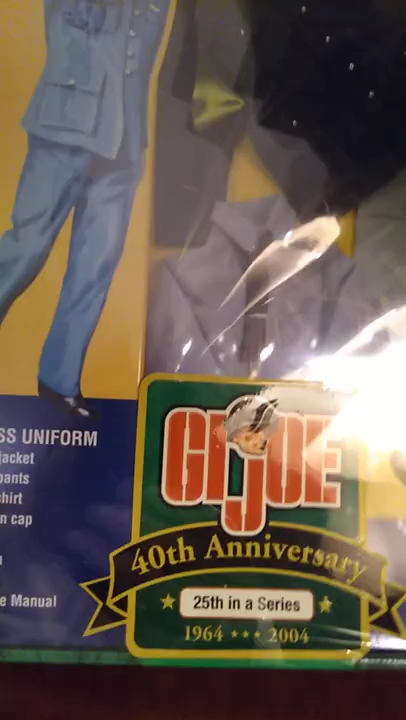 SS UNIFORM
jacket
pants
shirt
n cap
e Manual
GI JOE
40th Anniversary
25th in a Series
1964 ★★★ 2004